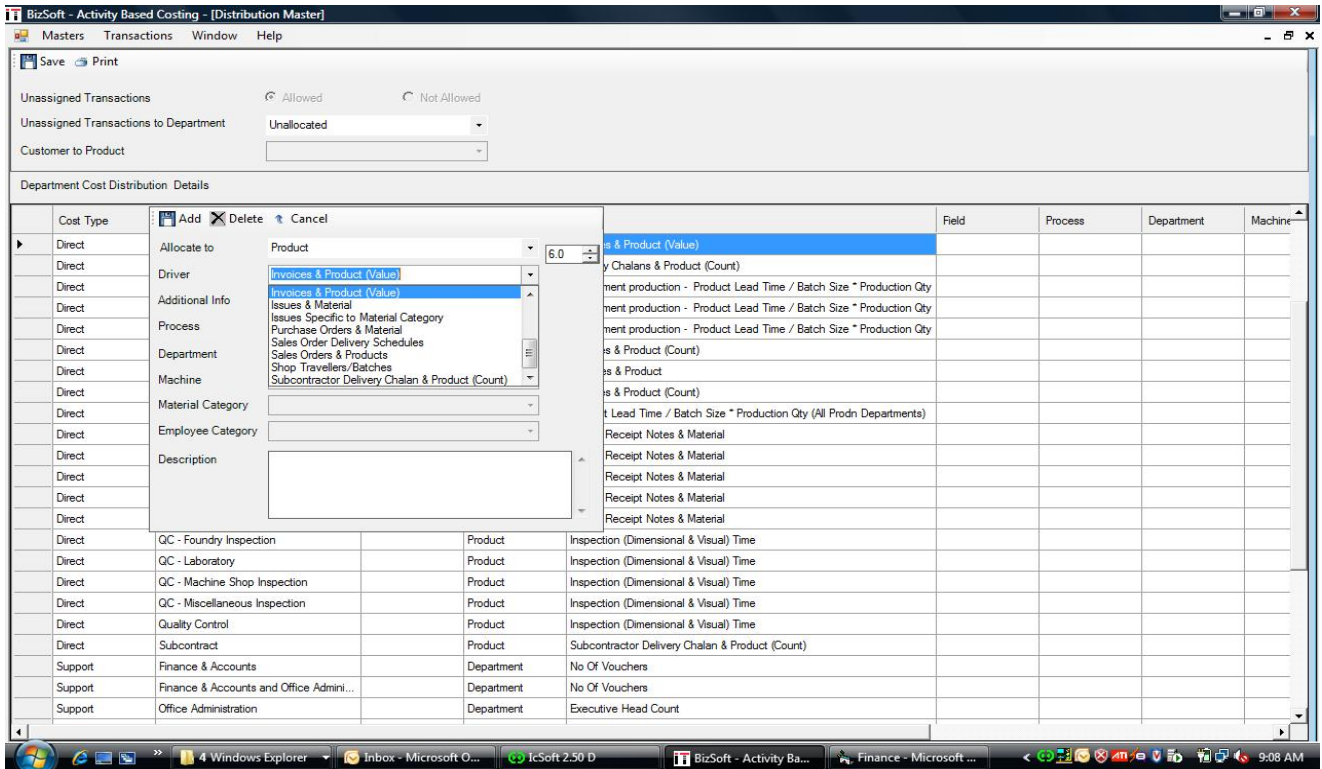 BizSoft - Activity Based Costing - [Distribution Master]
Masters Transactions Window Help
Save Print
Unassigned Transactions Allowed Not Allowed
Unassigned Transactions to Department Unallocated
Customer to Product
Department Cost Distribution Details
Cost Type Add Delete Cancel Field Process Department Machine
Direct Allocate to Product 6.0 s & Product (Value)
Direct Driver Invoices & Product (Value) y Chalans & Product (Count)
Direct Invoices & Product (Value) ment production - Product Lead Time / Batch Size * Production Qty
Additional Info Issues & Material
Direct Issues Specific to Material Category ment production - Product Lead Time / Batch Size * Production Qty
Direct Process Purchase Orders & Material ment production - Product Lead Time / Batch Size * Production Qty
Sales Order Delivery Schedules
Direct Department Sales Orders & Products s & Product (Count)
Direct Shop Travellers/Batches s & Product
Direct Machine Subcontractor Delivery Chalan & Product (Count) s & Product (Count)
Direct Material Category t Lead Time / Batch Size * Production Qty (All Prodn Departments)
Direct Employee Category Receipt Notes & Material
Direct Description Receipt Notes & Material
Direct Receipt Notes & Material
Direct Receipt Notes & Material
Direct Receipt Notes & Material
Direct QC - Foundry Inspection Product Inspection (Dimensional & Visual) Time
Direct QC - Laboratory Product Inspection (Dimensional & Visual) Time
Direct QC - Machine Shop Inspection Product Inspection (Dimensional & Visual) Time
Direct QC - Miscellaneous Inspection Product Inspection (Dimensional & Visual) Time
Direct Quality Control Product Inspection (Dimensional & Visual) Time
Direct Subcontract Product Subcontractor Delivery Chalan & Product (Count)
Support Finance & Accounts Department No Of Vouchers
Support Finance & Accounts and Office Admini... Department No Of Vouchers
Support Office Administration Department Executive Head Count
4 Windows Explorer Inbox - Microsoft O... IcSoft 2.50 D BizSoft - Activity Ba... Finance - Microsoft ... 9:08 AM